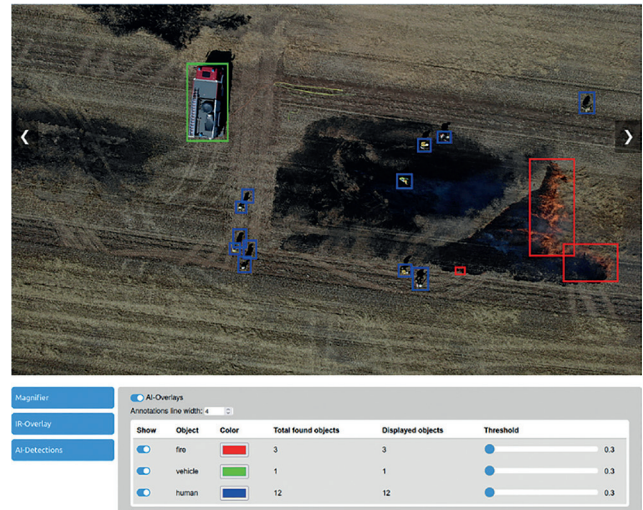 Magnifier
IR-Overlay
AI-Detections
AI-Overlays
Annotations line width: 4
Show Object Color Total found objects Displayed objects Threshold
fire 3 3 0.3
vehicle 1 1 0.3
human 12 12 0.3